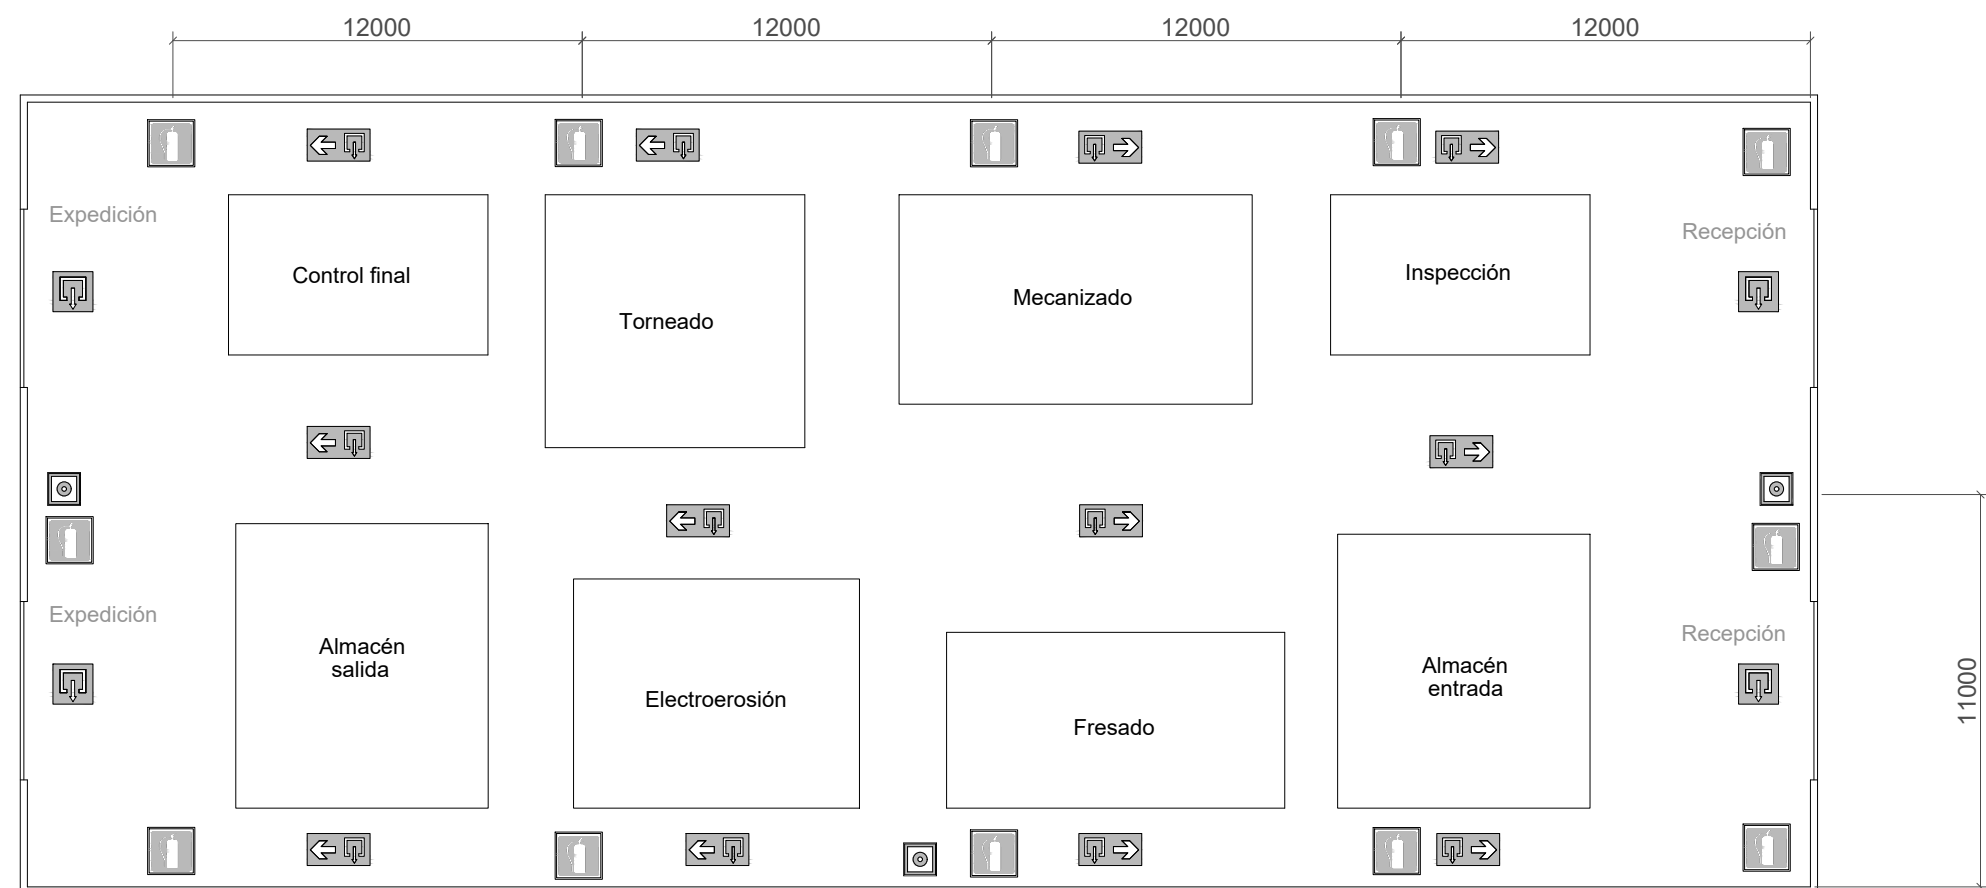 12000
12000
12000
12000
Expedición
Recepción
Control final
Inspección
Mecanizado
Torneado
Expedición
Recepción
Almacén
salida
Almacén
entrada
Electroerosión
Fresado
11000